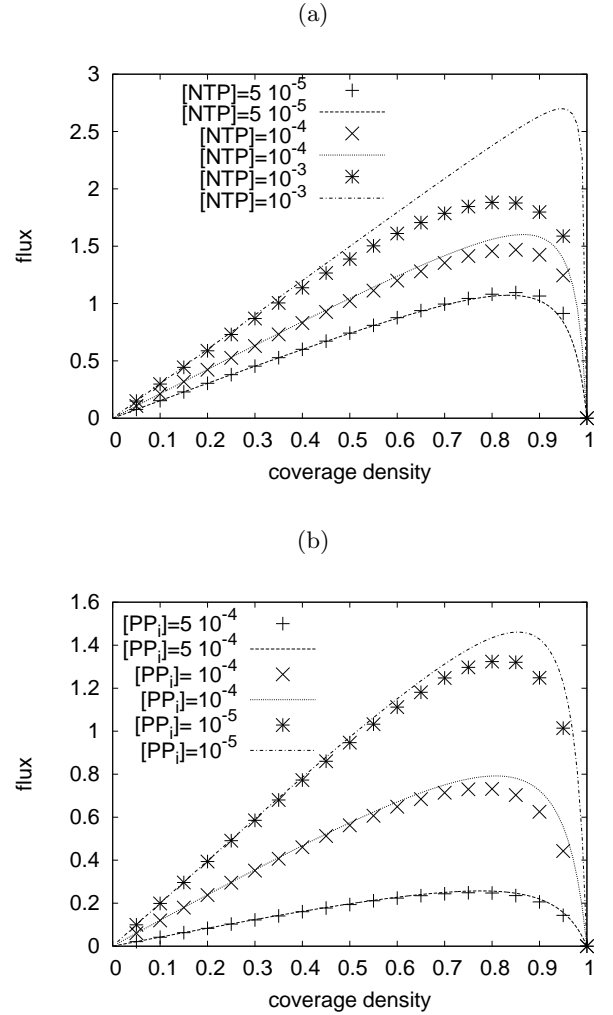 (a)
3
2.5
2
1.5
1
0.5
0
flux
[NTP]=5 10-5
[NTP]=5 10-5
[NTP]=10-4
[NTP]=10-4
[NTP]=10-3
[NTP]=10-3
0 0.1 0.2 0.3 0.4 0.5 0.6 0.7 0.8 0.9 1
coverage density
(b)
1.6
1.4
1.2
1
0.8
0.6
0.4
0.2
0
flux
[PPi]=5 10-4
[PPi]=5 10-4
[PPi]= 10-4
[PPi]=10-4
[PPi]= 10-5
[PPi]=10-5
0 0.1 0.2 0.3 0.4 0.5 0.6 0.7 0.8 0.9 1
coverage density